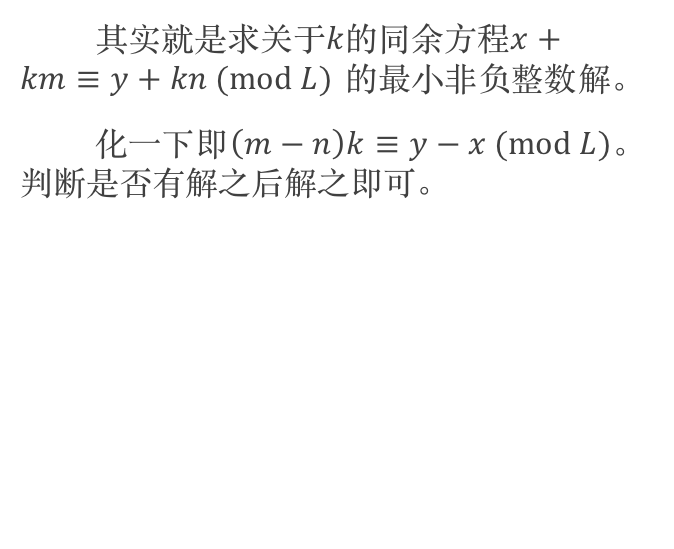 其实就是求关于k的同余方程x +
km ≡ y + kn (mod L) 的最小非负整数解。
化一下即(m − n)k ≡ y − x (mod L)。
判断是否有解之后解之即可。